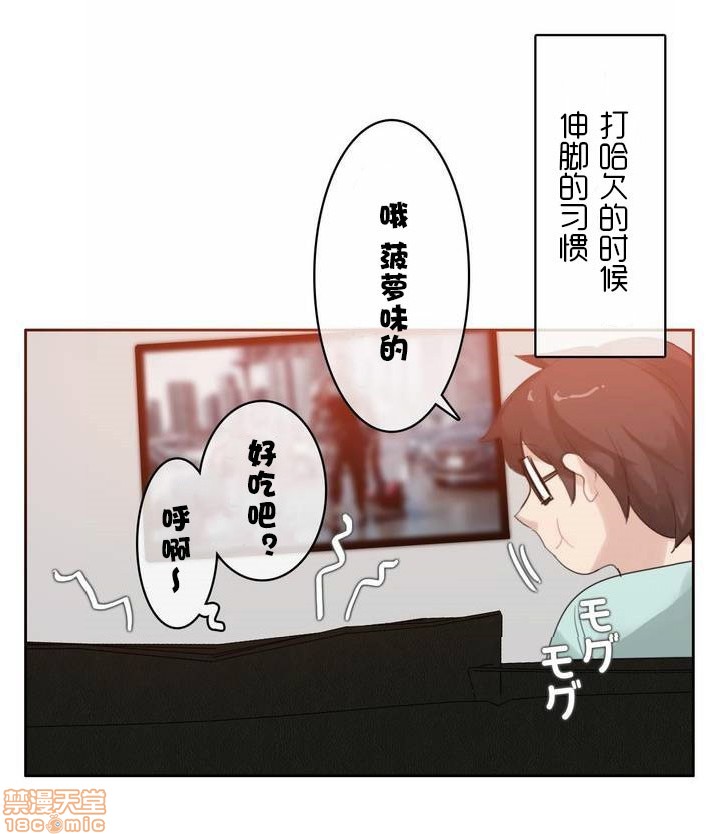 打哈欠的时候
伸脚的习惯
哦 菠萝味的
好吃吧?
呼啊~
モグ
モグ
禁漫天堂
18comic